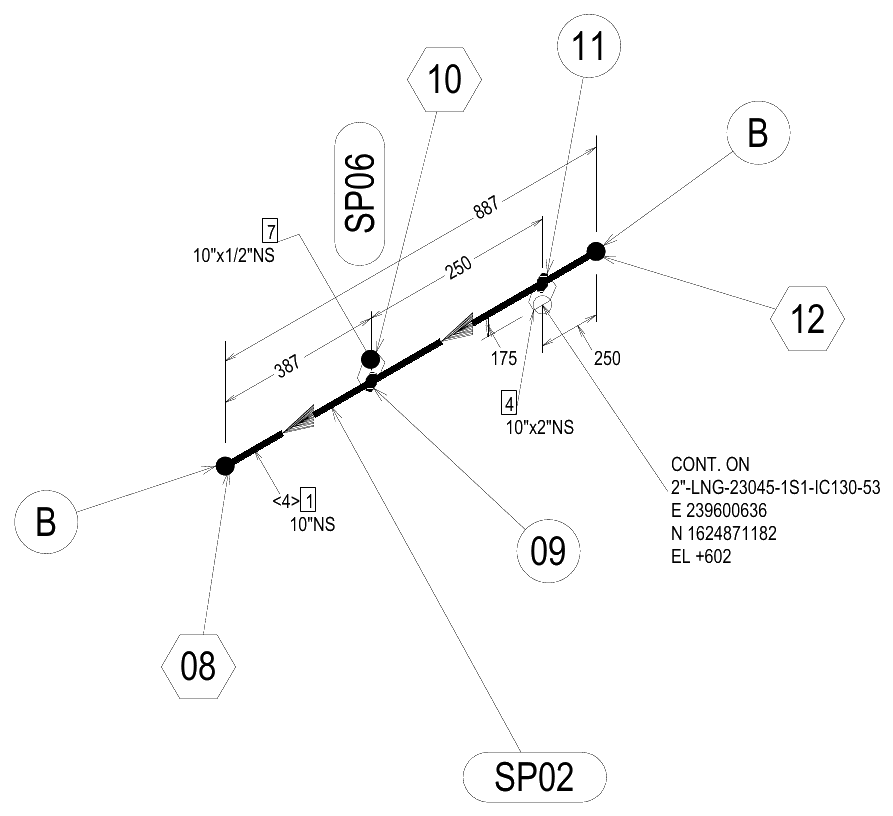 11
10
B
SP06
887
7
10"x1/2"NS
250
12
387
175
250
4
10"x2"NS
CONT. ON
2"-LNG-23045-1S1-IC130-53
E 239600636
N 1624871182
EL +602
<4> 1
10"NS
B
09
08
SP02